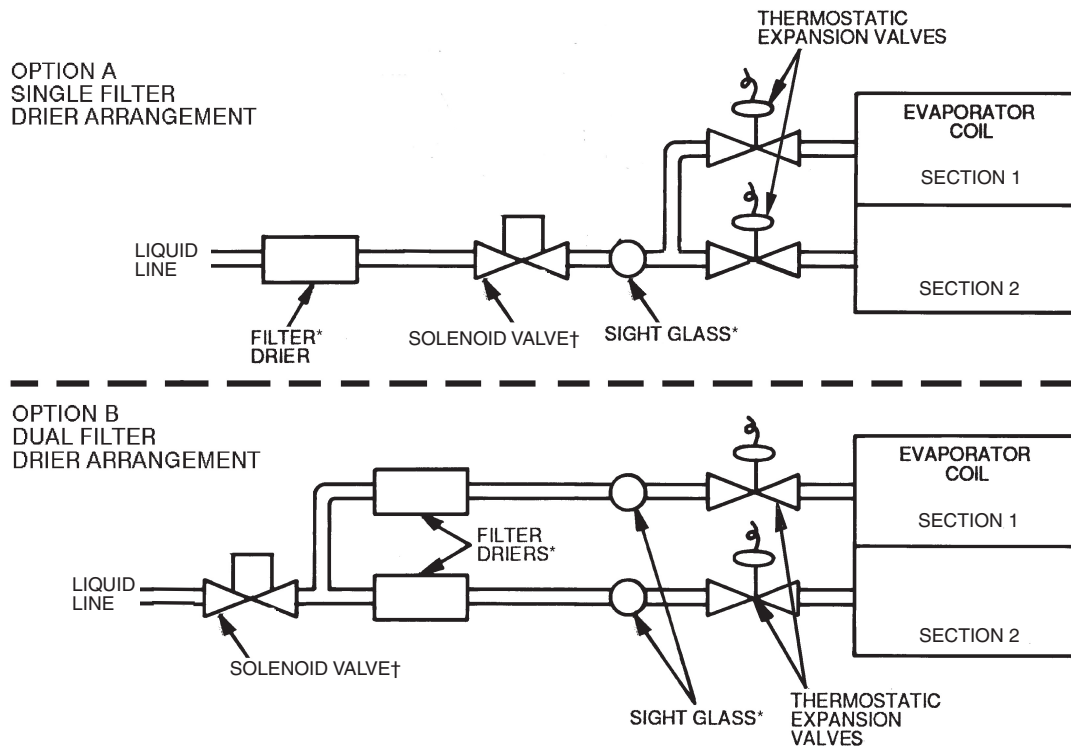 THERMOSTATIC
EXPANSION VALVES
OPTION A
SINGLE FILTER
DRIER ARRANGEMENT
EVAPORATOR
COIL
SECTION 1
LIQUID
LINE
SECTION 2
FILTER*
DRIER
SOLENOID VALVE†
SIGHT GLASS*
OPTION B
DUAL FILTER
DRIER ARRANGEMENT
EVAPORATOR
COIL
SECTION 1
FILTER
DRIERS*
LIQUID
LINE
SECTION 2
SOLENOID VALVE†
SIGHT GLASS*
THERMOSTATIC
EXPANSION
VALVES